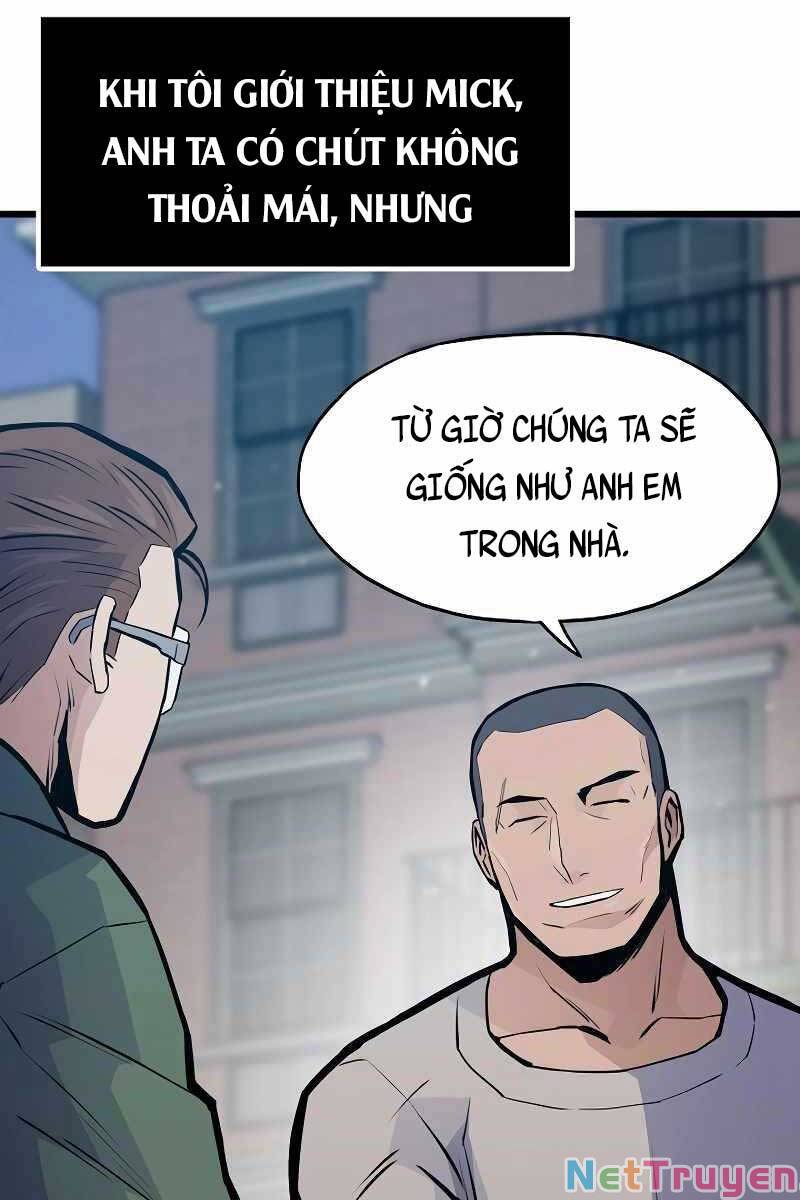 KHI TÔI GIỚI THIỆU MICK,
ANH TA CÓ CHÚT KHÔNG
THOẢI MÁI, NHƯNG
TỪ GIỜ CHÚNG TA SẼ
GIỐNG NHƯ ANH EM
TRONG NHÀ.
NetTruyen